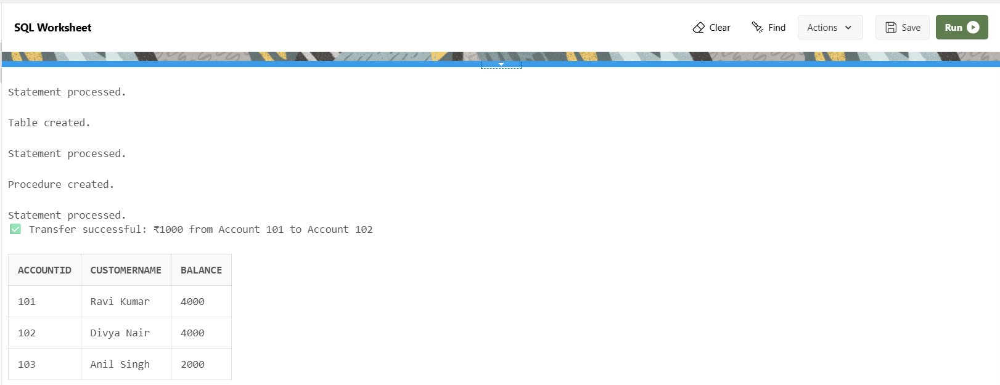 SQL Worksheet
Clear Find Actions Save Run
Statement processed.
Table created.
Statement processed.
Procedure created.
Statement processed.
✅ Transfer successful: ₹1000 from Account 101 to Account 102
ACCOUNTID CUSTOMERNAME BALANCE
101 Ravi Kumar 4000
102 Divya Nair 4000
103 Anil Singh 2000